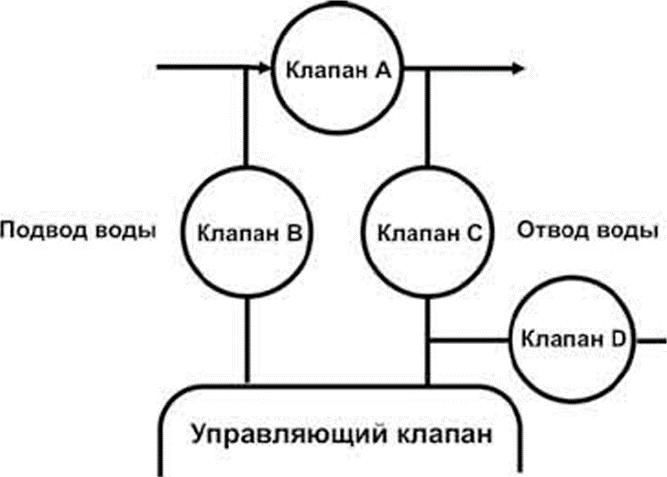 Клапан A
Подвод воды
Клапан B
Клапан C
Отвод воды
Клапан D
Управляющий клапан